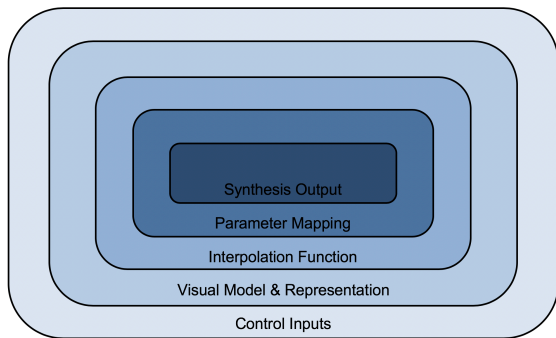 Synthesis Output
Parameter Mapping
Interpolation Function
Visual Model & Representation
Control Inputs